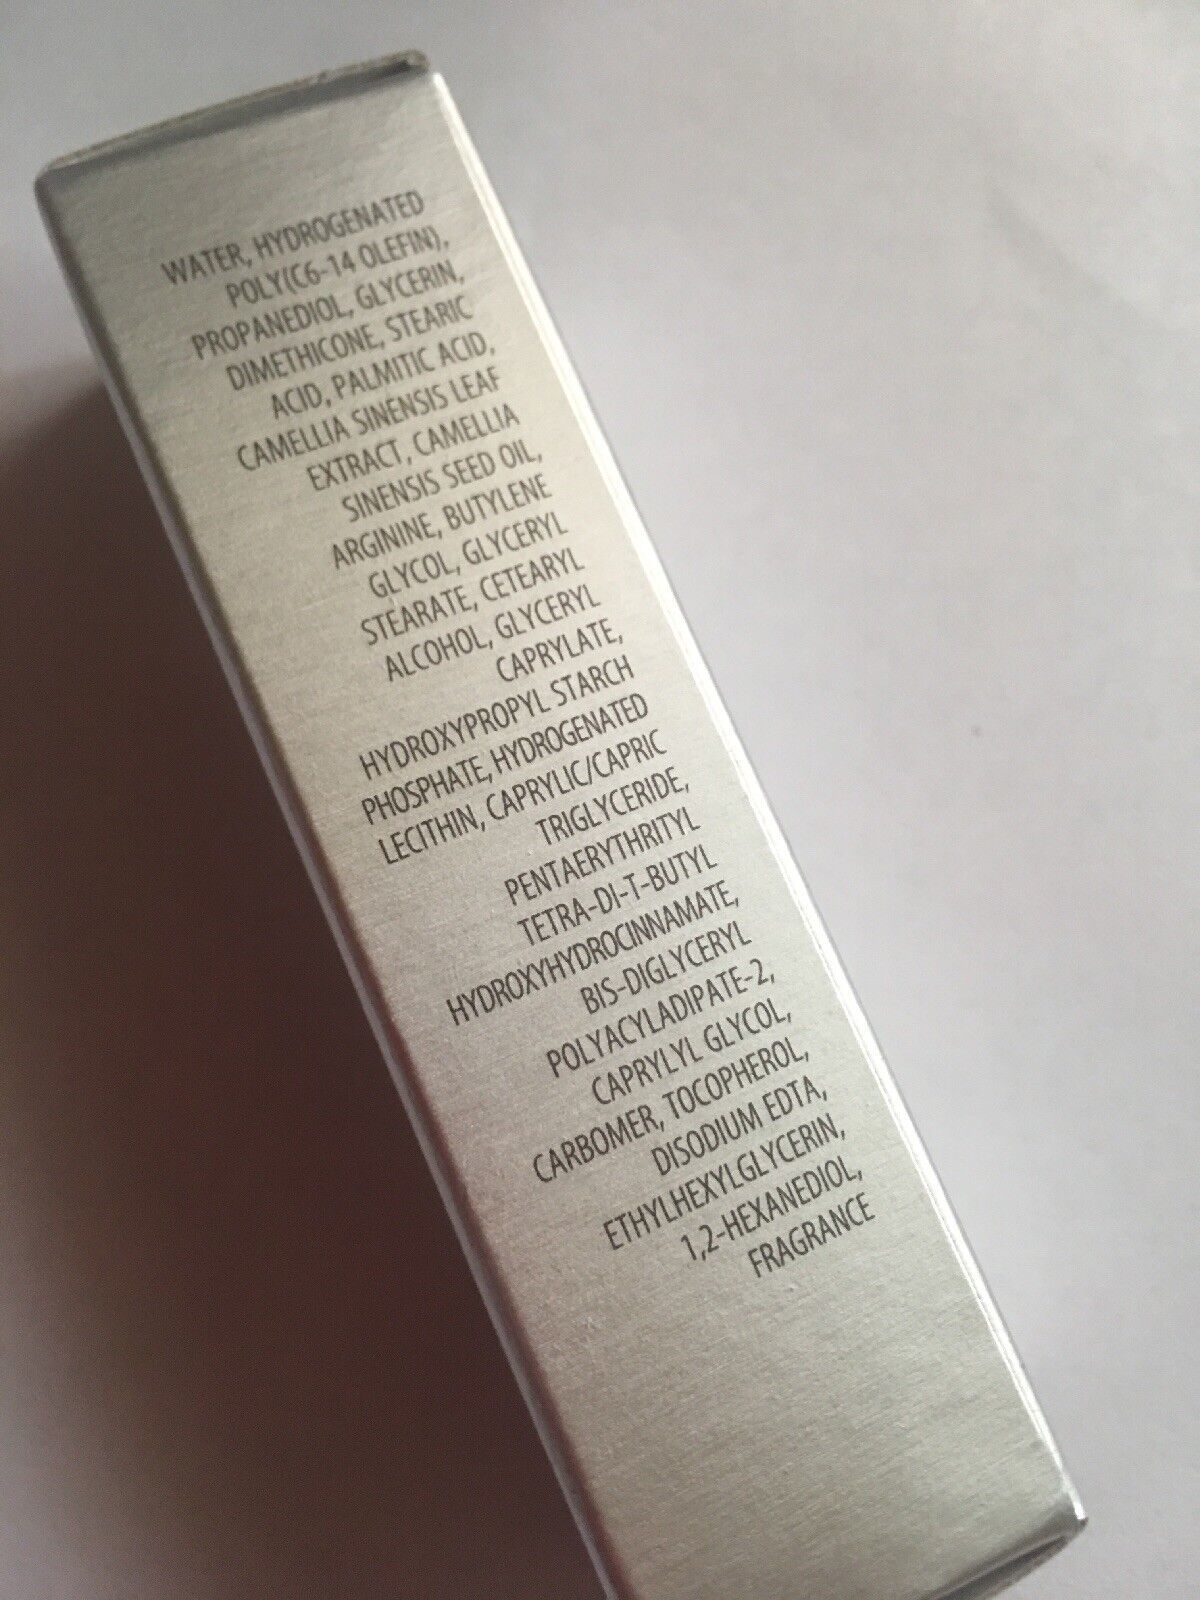 WATER, HYDROGENATED
POLY(C6-14 OLEFIN),
PROPANEDIOL, GLYCERIN,
DIMETHICONE, STEARIC
ACID, PALMITIC ACID,
CAMELLIA SINENSIS LEAF
EXTRACT, CAMELLIA
SINENSIS SEED OIL,
ARGININE, BUTYLENE
GLYCOL, GLYCERYL
STEARATE, CETEARYL
ALCOHOL, GLYCERYL
CAPRYLATE,
HYDROXYPROPYL STARCH
PHOSPHATE, HYDROGENATED
LECITHIN, CAPRYLIC/CAPRIC
TRIGLYCERIDE,
PENTAERYTHRITYL
TETRA-DI-T-BUTYL
HYDROXYHYDROCINNAMATE,
BIS-DIGLYCERYL
POLYACYLADIPATE-2,
CAPRYLYL GLYCOL,
CARBOMER, TOCOPHEROL,
DISODIUM EDTA,
ETHYLHEXYLGLYCERIN,
1,2-HEXANEDIOL,
FRAGRANCE